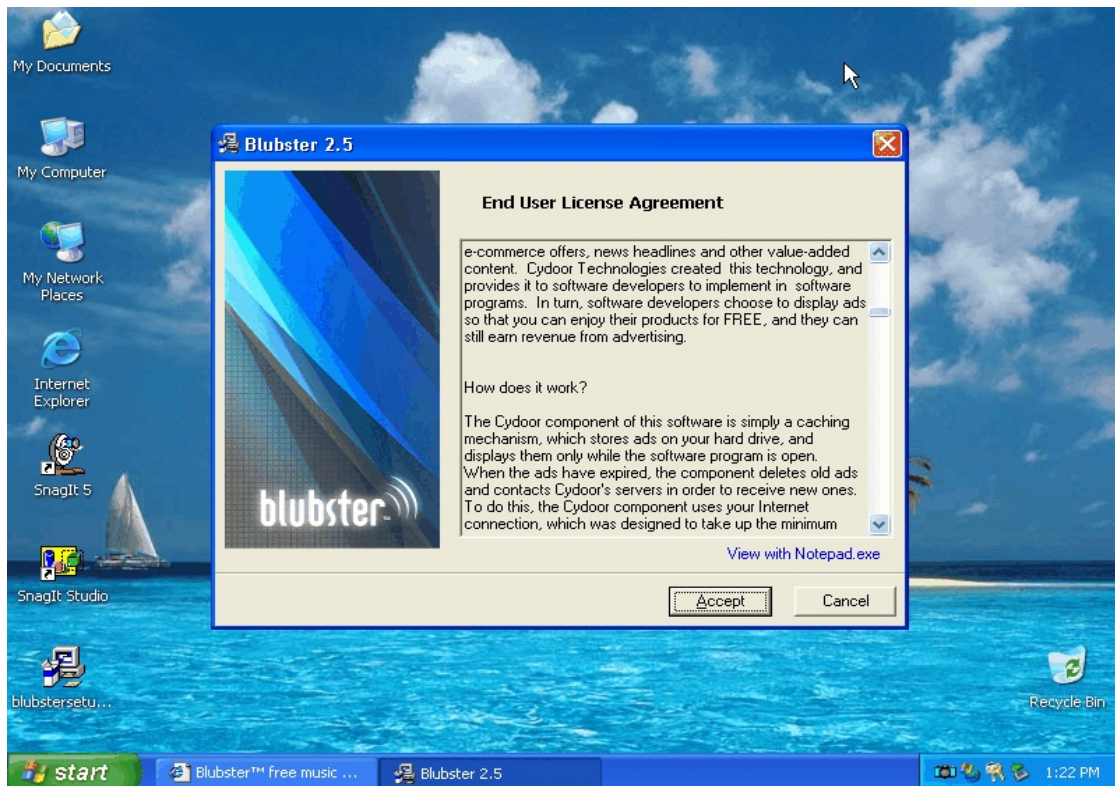 My Documents
My Computer
My Network
Places
Internet
Explorer
SnagIt 5
SnagIt Studio
blubstersetu...
Blubster 2.5
blubster
End User License Agreement
e-commerce offers, news headlines and other value-added
content.  Cydoor Technologies created  this technology, and
provides it to software developers to implement in  software
programs.  In turn, software developers choose to display ads
so that you can enjoy their products for FREE, and they can
still earn revenue from advertising.
How does it work?
The Cydoor component of this software is simply a caching
mechanism, which stores ads on your hard drive, and
displays them only while the software program is open.
When the ads have expired, the component deletes old ads
and contacts Cydoor's servers in order to receive new ones.
To do this, the Cydoor component uses your Internet
connection, which was designed to take up the minimum
View with Notepad.exe
Accept
Cancel
Recycle Bin
start
Blubster™ free music ...
Blubster 2.5
1:22 PM